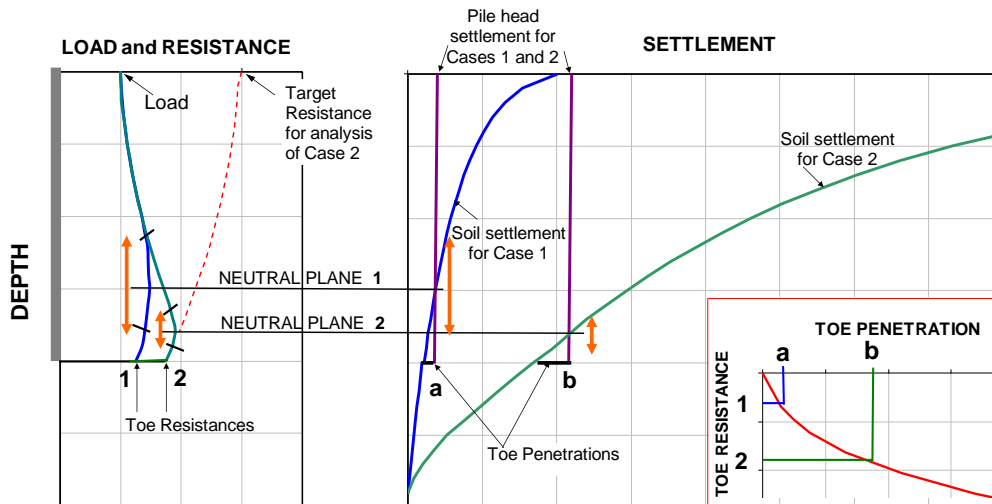 LOAD and RESISTANCE
Load
Target
Resistance
for analysis
of Case 2
DEPTH
NEUTRAL PLANE 1
NEUTRAL PLANE 2
1
2
Toe Resistances
Pile head
settlement for
Cases 1 and 2
SETTLEMENT
Soil settlement
for Case 2
Soil settlement
for Case 1
a
b
Toe Penetrations
TOE PENETRATION
a
b
TOE RESISTANCE
1
2